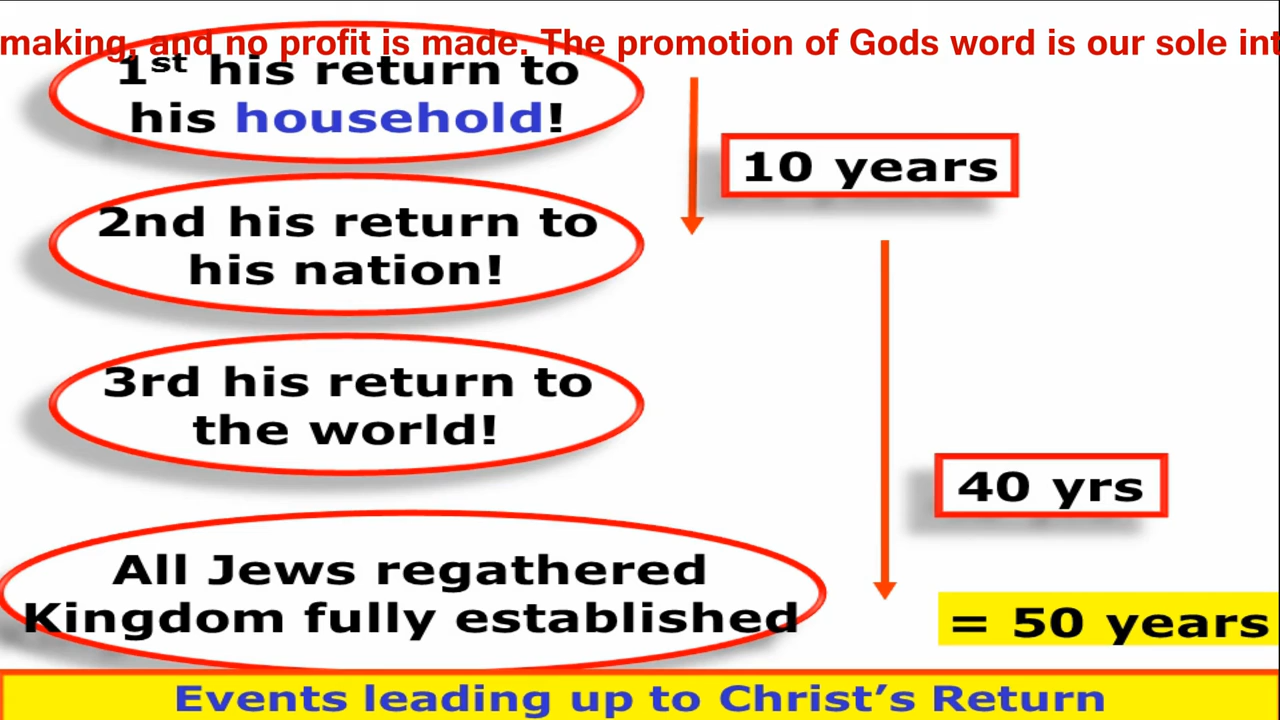 making, and no profit is made. The promotion of Gods word is our sole int
1st his return to
his household!
10 years
2nd his return to
his nation!
3rd his return to
the world!
40 yrs
All Jews regathered
Kingdom fully established
= 50 years
Events leading up to Christ’s Return